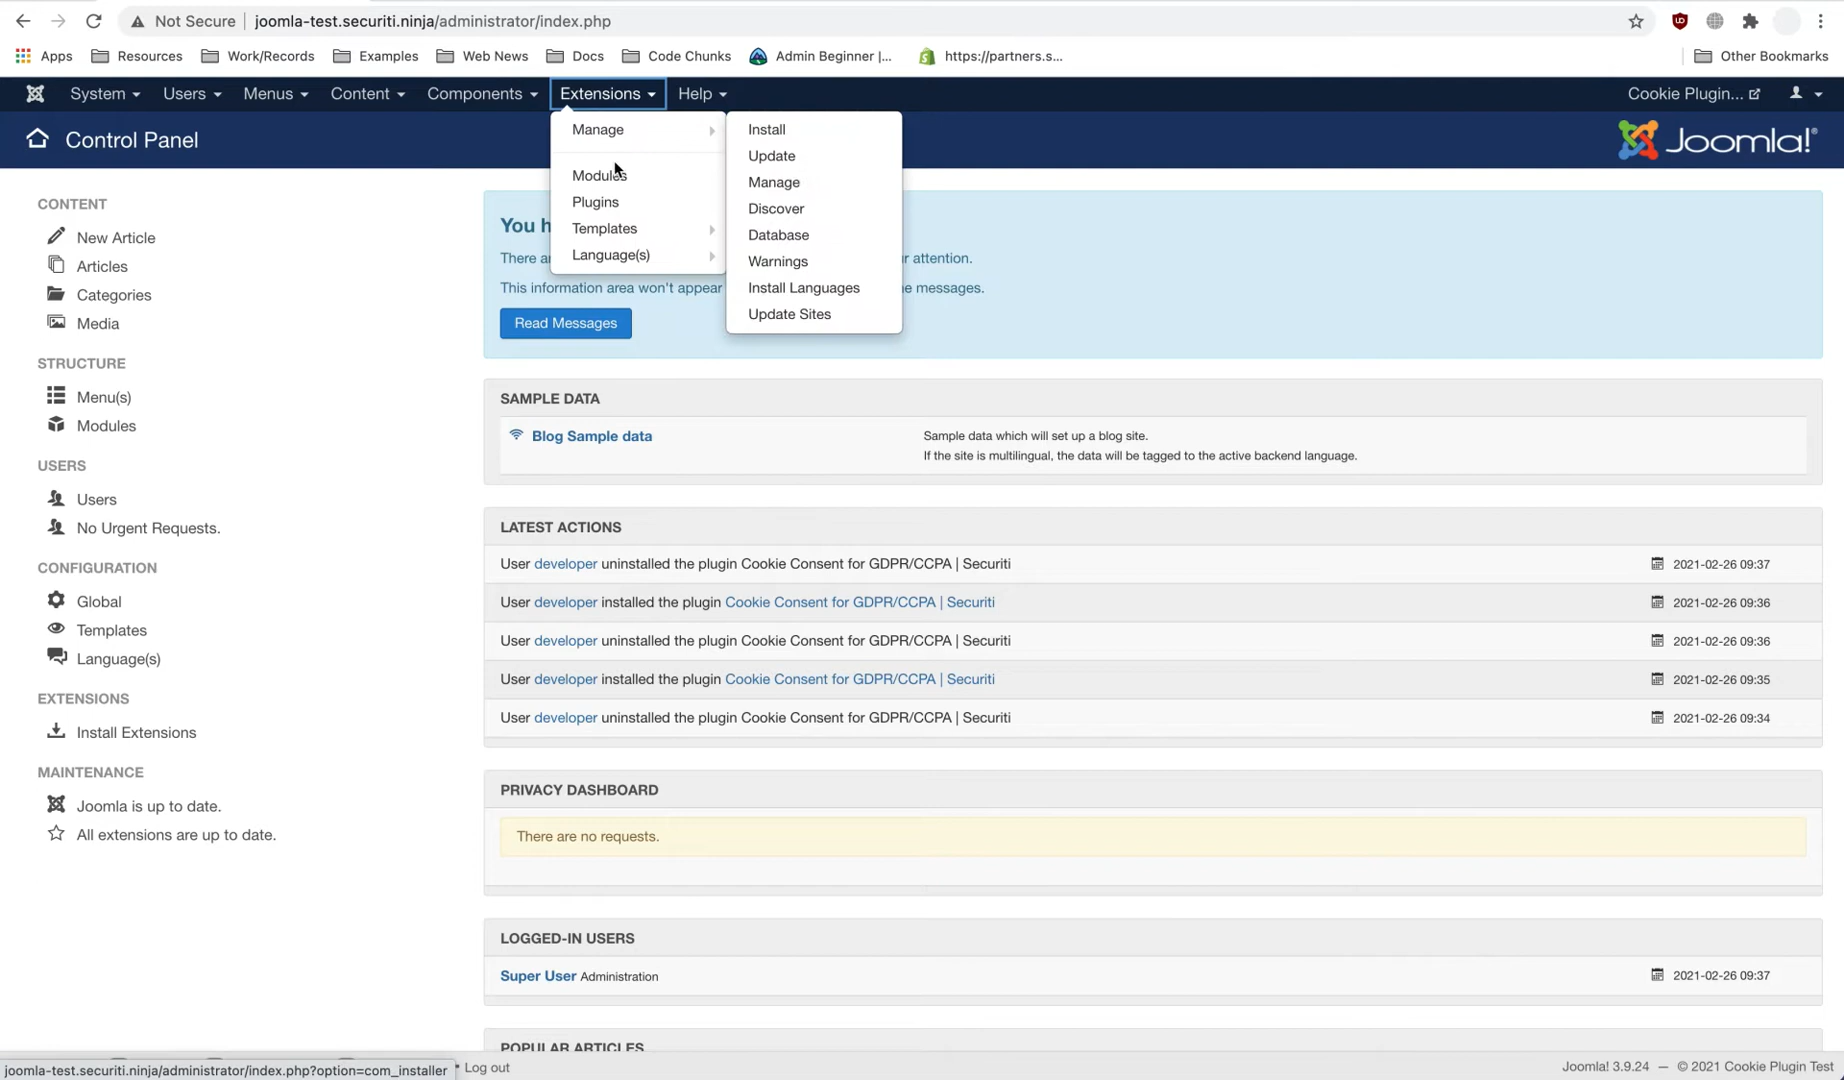 Not Secure joomla-test.securiti.ninja/administrator/index.php
Apps Resources Work/Records Examples Web News Docs Code Chunks Admin Beginner |... https://partners.s... Other Bookmarks
System Users Menus Content Components Extensions Help Cookie Plugin...
Control Panel
Joomla!
Manage
Modules
Plugins
Templates
Language(s)
Install
Update
Manage
Discover
Database
Warnings
Install Languages
Update Sites
CONTENT
New Article
Articles
Categories
Media
STRUCTURE
Menu(s)
Modules
USERS
Users
No Urgent Requests.
CONFIGURATION
Global
Templates
Language(s)
EXTENSIONS
Install Extensions
MAINTENANCE
Joomla is up to date.
All extensions are up to date.
You h
There ar r attention.
This information area won't appear e messages.
Read Messages
SAMPLE DATA
Blog Sample data
Sample data which will set up a blog site.
If the site is multilingual, the data will be tagged to the active backend language.
LATEST ACTIONS
User developer uninstalled the plugin Cookie Consent for GDPR/CCPA | Securiti 2021-02-26 09:37
User developer installed the plugin Cookie Consent for GDPR/CCPA | Securiti 2021-02-26 09:36
User developer uninstalled the plugin Cookie Consent for GDPR/CCPA | Securiti 2021-02-26 09:36
User developer installed the plugin Cookie Consent for GDPR/CCPA | Securiti 2021-02-26 09:35
User developer uninstalled the plugin Cookie Consent for GDPR/CCPA | Securiti 2021-02-26 09:34
PRIVACY DASHBOARD
There are no requests.
LOGGED-IN USERS
Super User Administration 2021-02-26 09:37
POPULAR ARTICLES
joomla-test.securiti.ninja/administrator/index.php?option=com_installer Log out Joomla! 3.9.24 — © 2021 Cookie Plugin Test